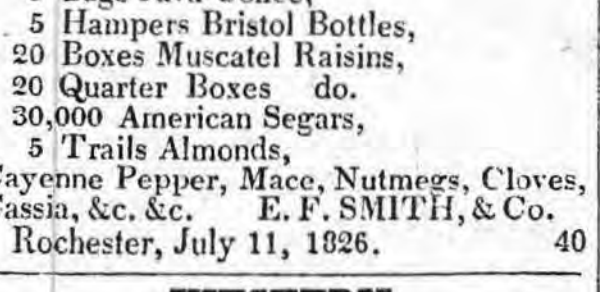 5 Hampers Bristol Bottles,
20 Boxes Muscatel Raisins,
20 Quarter Boxes do.
30,000 American Segars,
5 Trails Almonds,
ayenne Pepper, Mace, Nutmegs, Cloves,
assia, &c. &c. E. F. SMITH, & Co.
Rochester, July 11, 1826. 40